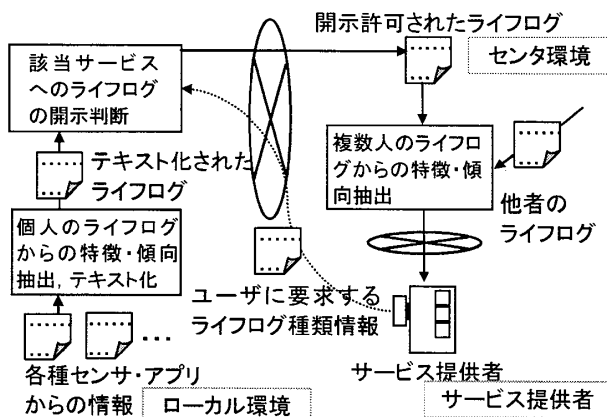 開示許可されたライフログ
センタ環境
該当サービス
へのライフログ
の開示判断
テキスト化された
ライフログ
複数人のライフロ
グからの特徴・傾
向抽出
他者の
ライフログ
個人のライフログ
からの特徴・傾向
抽出,テキスト化
ユーザに要求する
ライフログ種類情報
…
各種センサ・アプリ
からの情報
ローカル環境
サービス提供者
サービス提供者